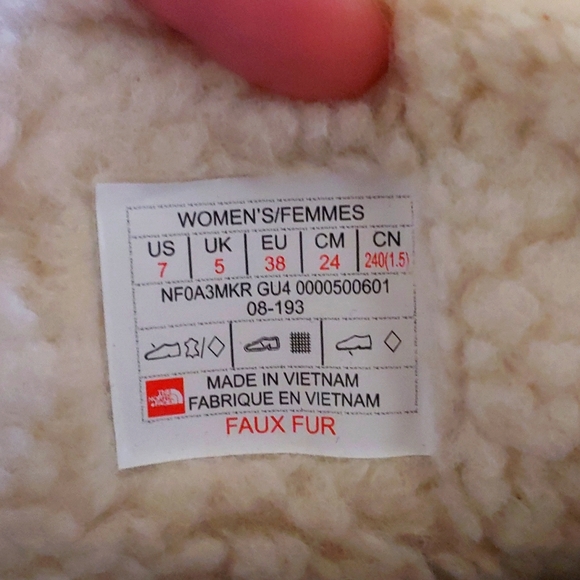 WOMEN'S/FEMMES
US UK EU CM CN
7 5 38 24 240(1.5)
NF0A3MKR GU4 0000500601
08-193
THE NORTH FACE
MADE IN VIETNAM
FABRIQUE EN VIETNAM
FAUX FUR